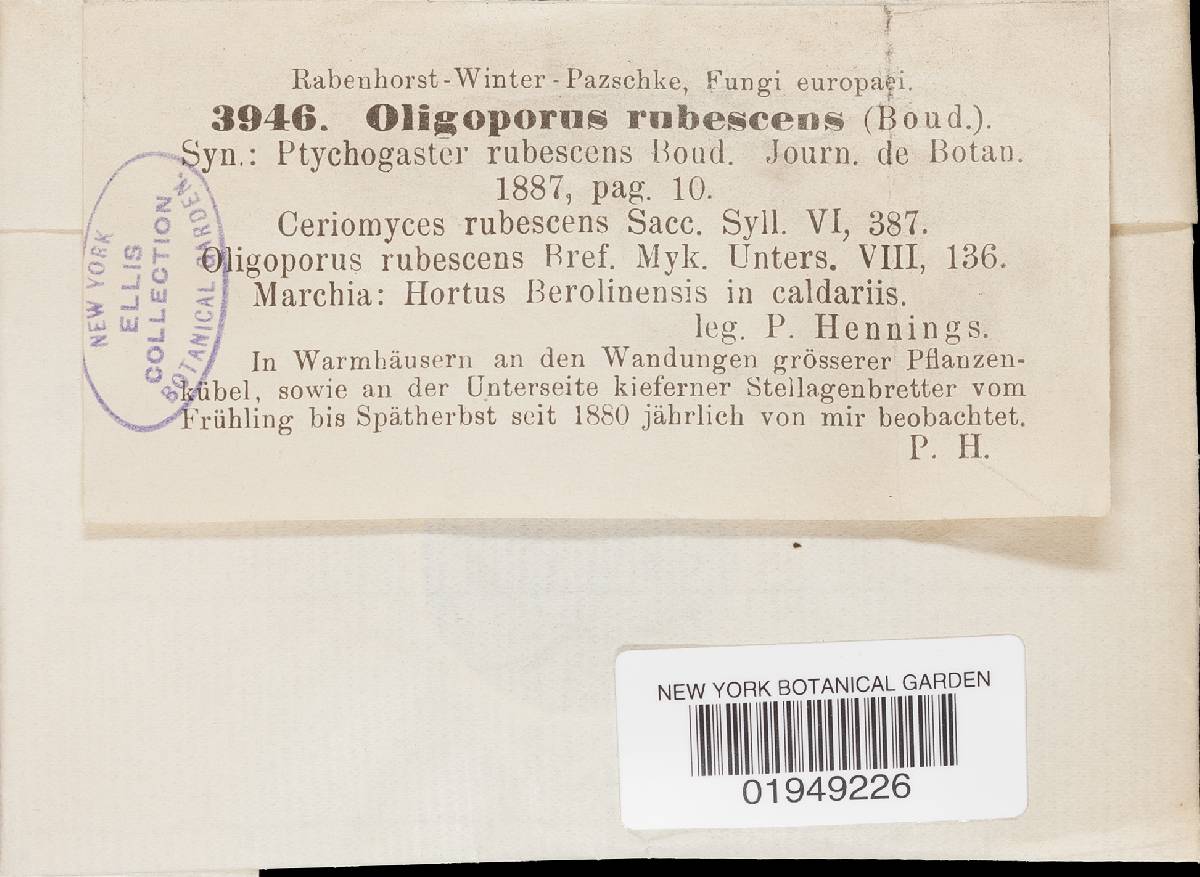 Rabenhorst-Winter-Pazschke, Fungi europaei.
3946. Oligoporus rubescens (Boud.).
Syn.: Ptychogaster rubescens Boud. Journ. de Botan.
1887, pag. 10.
Ceriomyces rubescens Sacc. Syll. VI, 387.
Oligoporus rubescens Bref. Myk. Unters. VIII, 136.
Marchia: Hortus Berolinensis in caldariis.
leg. P. Hennings.
In Warmhäusern an den Wandungen grösserer Pflanzen-
kübel, sowie an der Unterseite kieferner Stellagenbretter vom
Frühling bis Spätherbst seit 1880 jährlich von mir beobachtet.
P. H.
NEW YORK
ELLIS
COLLECTION
BOTANICAL GARDEN.
NEW YORK BOTANICAL GARDEN
01949226